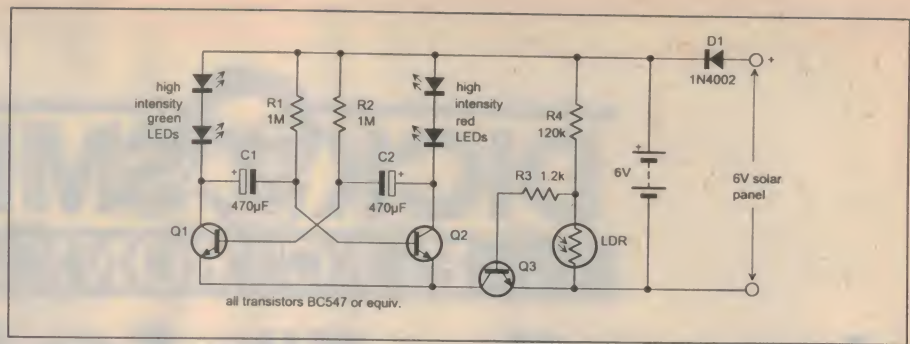 D1
1N4002
+
high
intensity
green
LEDs
R1
1M
R2
1M
high
intensity
red
LEDs
R4
120k
C1
+
470µF
C2
+
470µF
R3 1.2k
+
6V
6V solar
panel
Q1
Q2
Q3
LDR
all transistors BC547 or equiv.